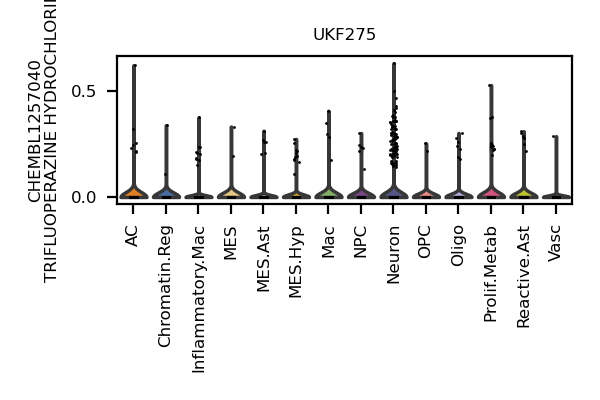 UKF275
CHEMBL1257040
TRIFLUOPERAZINE HYDROCHLORI
0.5
0.0
AC
Chromatin.Reg
Inflammatory.Mac
MES
MES.Ast
MES.Hyp
Mac
NPC
Neuron
OPC
Oligo
Prolif.Metab
Reactive.Ast
Vasc